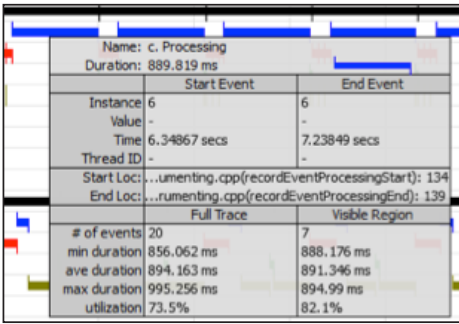 Name: c. Processing
Duration: 889.819 ms
Start Event End Event
Instance 6 6
Value - -
Time 6.34867 secs 7.23849 secs
Thread ID - -
Start Loc: ...umenting.cpp(recordEventProcessingStart): 134
End Loc: ...rumenting.cpp(recordEventProcessingEnd): 139
Full Trace Visible Region
# of events 20 7
min duration 856.062 ms 888.176 ms
ave duration 894.163 ms 891.346 ms
max duration 995.256 ms 894.99 ms
utilization 73.5% 82.1%